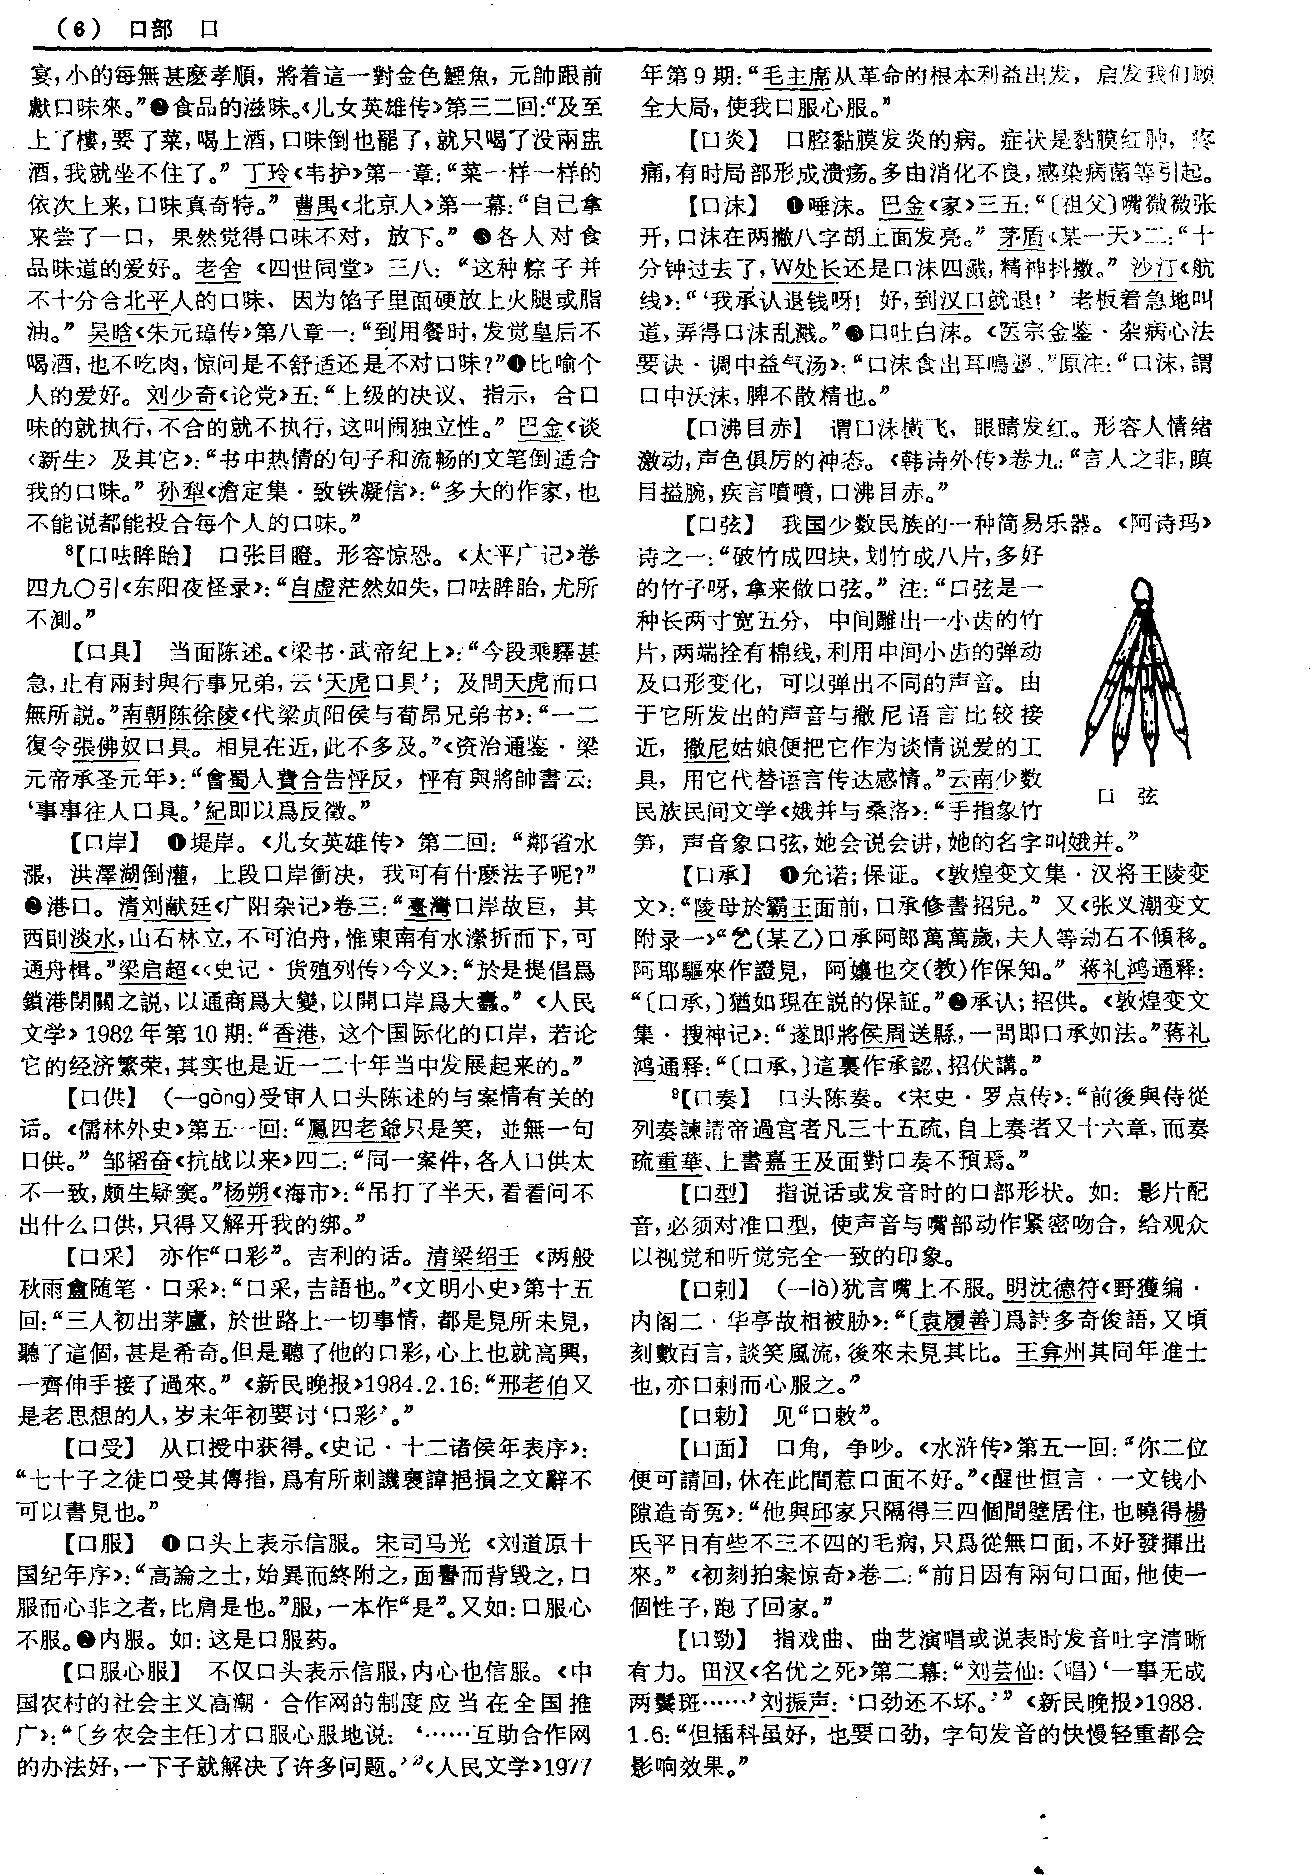 （6） 口部 口
宴，小的每無甚麽孝順，將着這一對金色鯉魚，元帥跟前
獻口味來。”❷食品的滋味。《儿女英雄传》第三二回：“及至
上了樓，要了菜，喝上酒，口味倒也罷了，就只喝了没兩盅
酒，我就坐不住了。” 丁玲《韦护》第一章：“菜一样一样的
依次上来，口味真奇特。” 曹禺《北京人》第一幕：“自己拿
来尝了一口，果然觉得口味不对，放下。” ❸各人对食
品味道的爱好。老舍《四世同堂》三八：“这种粽子并
不十分合北平人的口味、因为馅子里面硬放上火腿或脂
油。” 吴晗《朱元璋传》第八章一：“到用餐时，发觉皇后不
喝酒，也不吃肉，惊问是不舒适还是不对口味？”❹比喻个
人的爱好。刘少奇《论党》五：“上级的决议、指示，合口
味的就执行，不合的就不执行，这叫闹独立性。” 巴金《谈
〈新生〉及其它》：“书中热情的句子和流畅的文笔倒适合
我的口味。” 孙犁《澹定集·致铁凝信》：“多大的作家，也
不能说都能投合每个人的口味。”
⁸【口呿眸眙】 口张目瞪。形容惊恐。《太平广记》卷
四九〇引《东阳夜怪录》：“自虚茫然如失，口呿眸眙，尤所
不測。”
【口具】 当面陈述。《梁书·武帝纪上》：“今段乘驛甚
急，止有兩封與行事兄弟，云‘天虎口具’；及問天虎而口
無所説。”南朝陈徐陵《代梁贞阳侯与荀昂兄弟书》：“一二
復令張佛奴口具。相見在近，此不多及。”《资治通鉴·梁
元帝承圣元年》：“會蜀人費合告怦反，怦有與將帥書云：
‘事事往人口具。’紀即以爲反徵。”
【口岸】 ❶堤岸。《儿女英雄传》第二回：“鄰省水
漲，洪澤湖倒灌，上段口岸衝决，我可有什麽法子呢？”
❷港口。清刘献廷《广阳杂记》卷三：“臺灣口岸故巨，其
西則淡水，山石林立，不可泊舟，惟東南有水瀠折而下，可
通舟楫。”梁启超《〈史记·货殖列传〉今义》：“於是提倡爲
鎖港閉關之説，以通商爲大變，以開口岸爲大蠹。”《人民
文学》1982年第10期：“香港，这个国际化的口岸，若论
它的经济繁荣，其实也是近一二十年当中发展起来的。”
【口供】 （—gòng）受审人口头陈述的与案情有关的
话。《儒林外史》第五一回：“鳳四老爺只是笑，並無一句
口供。” 邹韬奋《抗战以来》四二：“同一案件，各人口供太
不一致，颇生疑窦。”杨朔《海市》：“吊打了半天，看看问不
出什么口供，只得又解开我的绑。”
【口采】 亦作“口彩”。吉利的话。清梁绍壬《两般
秋雨盦随笔·口采》：“口采，吉語也。”《文明小史》第十五
回：“三人初出茅廬，於世路上一切事情，都是見所未見，
聽了這個，甚是希奇。但是聽了他的口彩，心上也就高興，
一齊伸手接了過來。”《新民晚报》1984.2.16：“邢老伯又
是老思想的人，岁末年初要讨‘口彩’。”
【口受】 从口授中获得。《史记·十二诸侯年表序》：
“七十子之徒口受其傳指，爲有所刺譏褒諱挹損之文辭不
可以書見也。”
【口服】 ❶口头上表示信服。宋司马光《刘道原十
国纪年序》：“高論之士，始異而終附之，面譽而背毁之，口
服而心非之者，比肩是也。”服，一本作“是”。又如：口服心
不服。❷内服。如：这是口服药。
【口服心服】 不仅口头表示信服，内心也信服。《中
国农村的社会主义高潮·合作网的制度应当在全国推
广》：“〔乡农会主任〕才口服心服地说：‘……互助合作网
的办法好，一下子就解决了许多问题。’”《人民文学》1977
年第9期：“毛主席从革命的根本利益出发，启发我们顾
全大局，使我口服心服。”
【口炎】 口腔黏膜发炎的病。症状是黏膜红肿，疼
痛，有时局部形成溃疡。多由消化不良，感染病菌等引起。
【口沫】 ❶唾沫。巴金《家》三五：“〔祖父〕嘴微微张
开，口沫在两撇八字胡上面发亮。” 茅盾《某一天》二：“十
分钟过去了，W处长还是口沫四溅，精神抖擞。” 沙汀《航
线》：“‘我承认退钱呀！好，到汉口就退！’老板着急地叫
道，弄得口沫乱溅。”❷口吐白沫。《医宗金鉴·杂病心法
要诀·调中益气汤》：“口沫食出耳鳴聾。”原注：“口沫，謂
口中沃沫，脾不散精也。”
【口沸目赤】 谓口沫横飞，眼睛发红。形容人情绪
激动，声色俱厉的神态。《韩诗外传》卷九：“言人之非，瞋
目搤腕，疾言噴噴，口沸目赤。”
【口弦】 我国少数民族的一种简易乐器。《阿诗玛》
诗之一：“破竹成四块，划竹成八片，多好
的竹子呀，拿来做口弦。” 注：“口弦是一
种长两寸宽五分，中间雕出一小齿的竹
片，两端拴有棉线，利用中间小齿的弹动
及口形变化，可以弹出不同的声音。由
于它所发出的声音与撒尼语言比较接
近，撒尼姑娘便把它作为谈情说爱的工
具，用它代替语言传达感情。”云南少数
民族民间文学《娥并与桑洛》：“手指象竹
笋，声音象口弦，她会说会讲，她的名字叫娥并。”
口 弦
【口承】 ❶允诺；保证。《敦煌变文集·汉将王陵变
文》：“陵母於霸王面前，口承修書招兒。” 又《张义潮变文
附录一》“厶（某乙）口承阿郎萬萬歲，夫人等劫石不傾移。
阿耶驅來作證見，阿孃也交（教）作保知。” 蒋礼鸿通释：
“〔口承，〕猶如現在説的保証。”❷承认；招供。《敦煌变文
集·搜神记》：“遂即將侯周送縣，一問即口承如法。”蒋礼
鸿通释：“〔口承，〕這裏作承認、招伏講。”
⁹【口奏】 口头陈奏。《宋史·罗点传》：“前後與侍從
列奏諫請帝過宫者凡三十五疏，自上奏者又十六章，而奏
疏重華、上書嘉王及面對口奏不預焉。”
【口型】 指说话或发音时的口部形状。如：影片配
音，必须对准口型，使声音与嘴部动作紧密吻合，给观众
以视觉和听觉完全一致的印象。
【口剌】 （—là）犹言嘴上不服。明沈德符《野獲编·
内阁二·华亭故相被胁》：“〔袁履善〕爲詩多奇俊語，又頃
刻數百言，談笑風流，後來未見其比。王弇州其同年進士
也，亦口剌而心服之。”
【口勑】 见“口敕”。
【口面】 口角，争吵。《水浒传》第五一回：“你二位
便可請回，休在此間惹口面不好。”《醒世恒言·一文钱小
隙造奇冤》：“他與邱家只隔得三四個間壁居住，也曉得楊
氏平日有些不三不四的毛病，只爲從無口面，不好發揮出
來。”《初刻拍案惊奇》卷二：“前日因有兩句口面，他使一
個性子，跑了回家。”
【口劲】 指戏曲、曲艺演唱或说表时发音吐字清晰
有力。田汉《名优之死》第二幕：“刘芸仙：（唱）‘一事无成
两鬓斑……’刘振声：‘口劲还不坏。’”《新民晚报》1988.
1.6：“但插科虽好，也要口劲，字句发音的快慢轻重都会
影响效果。”